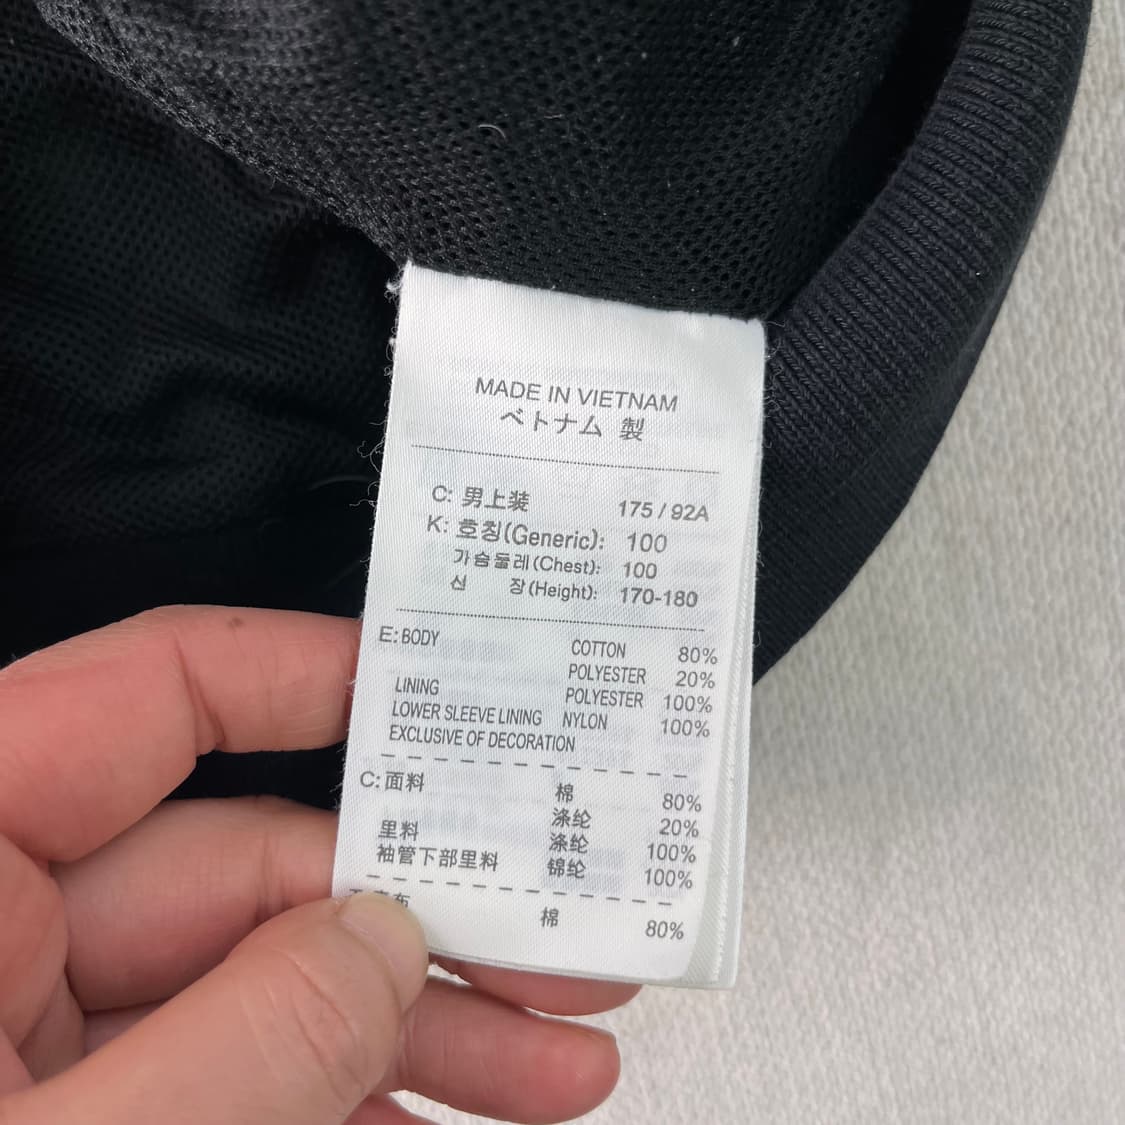 MADE IN VIETNAM
ベトナム 製
C: 男上装 175 / 92A
K: 호칭(Generic): 100
가슴둘레(Chest): 100
신 장(Height): 170-180
E: BODY COTTON 80%
POLYESTER 20%
LINING POLYESTER 100%
LOWER SLEEVE LINING NYLON 100%
EXCLUSIVE OF DECORATION
C: 面料 棉 80%
涤纶 20%
里料 涤纶 100%
袖管下部里料 锦纶 100%
棉 80%